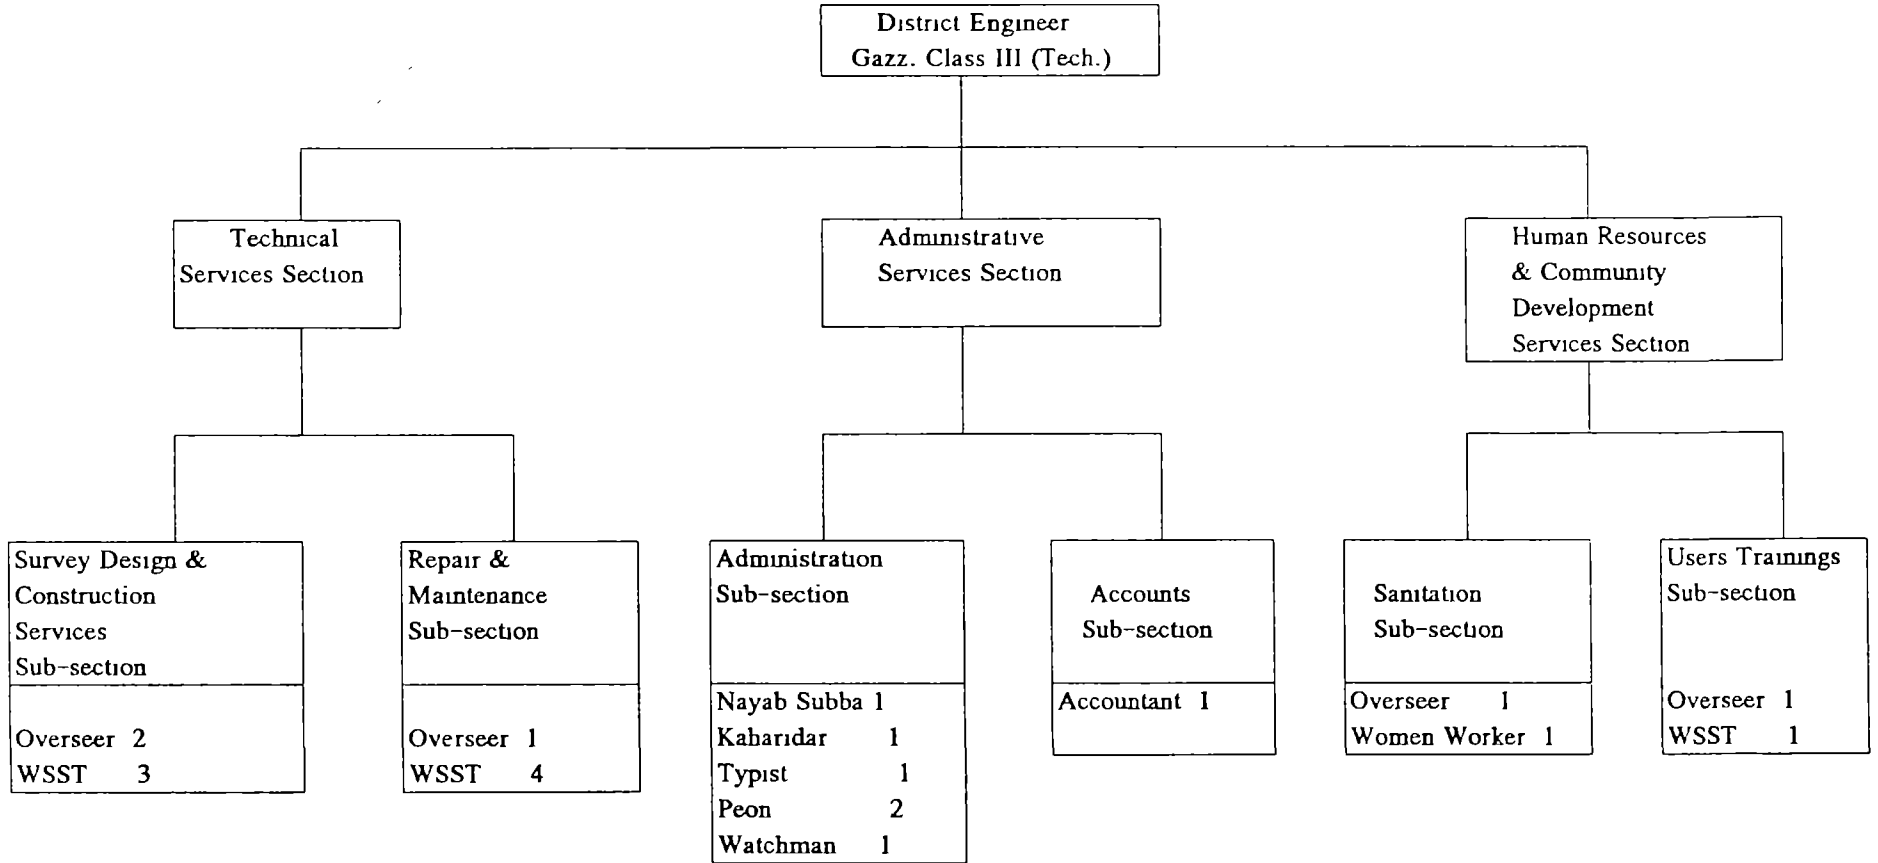 District Engineer
Gazz. Class III (Tech.)
Technical
Services Section
Administrative
Services Section
Human Resources
& Community
Development
Services Section
Survey Design &
Construction
Services
Sub-section
Overseer 2
WSST 3
Repair &
Maintenance
Sub-section
Overseer 1
WSST 4
Administration
Sub-section
Nayab Subba 1
Kaharidar 1
Typist 1
Peon 2
Watchman 1
Accounts
Sub-section
Accountant 1
Sanitation
Sub-section
Overseer 1
Women Worker 1
Users Trainings
Sub-section
Overseer 1
WSST 1